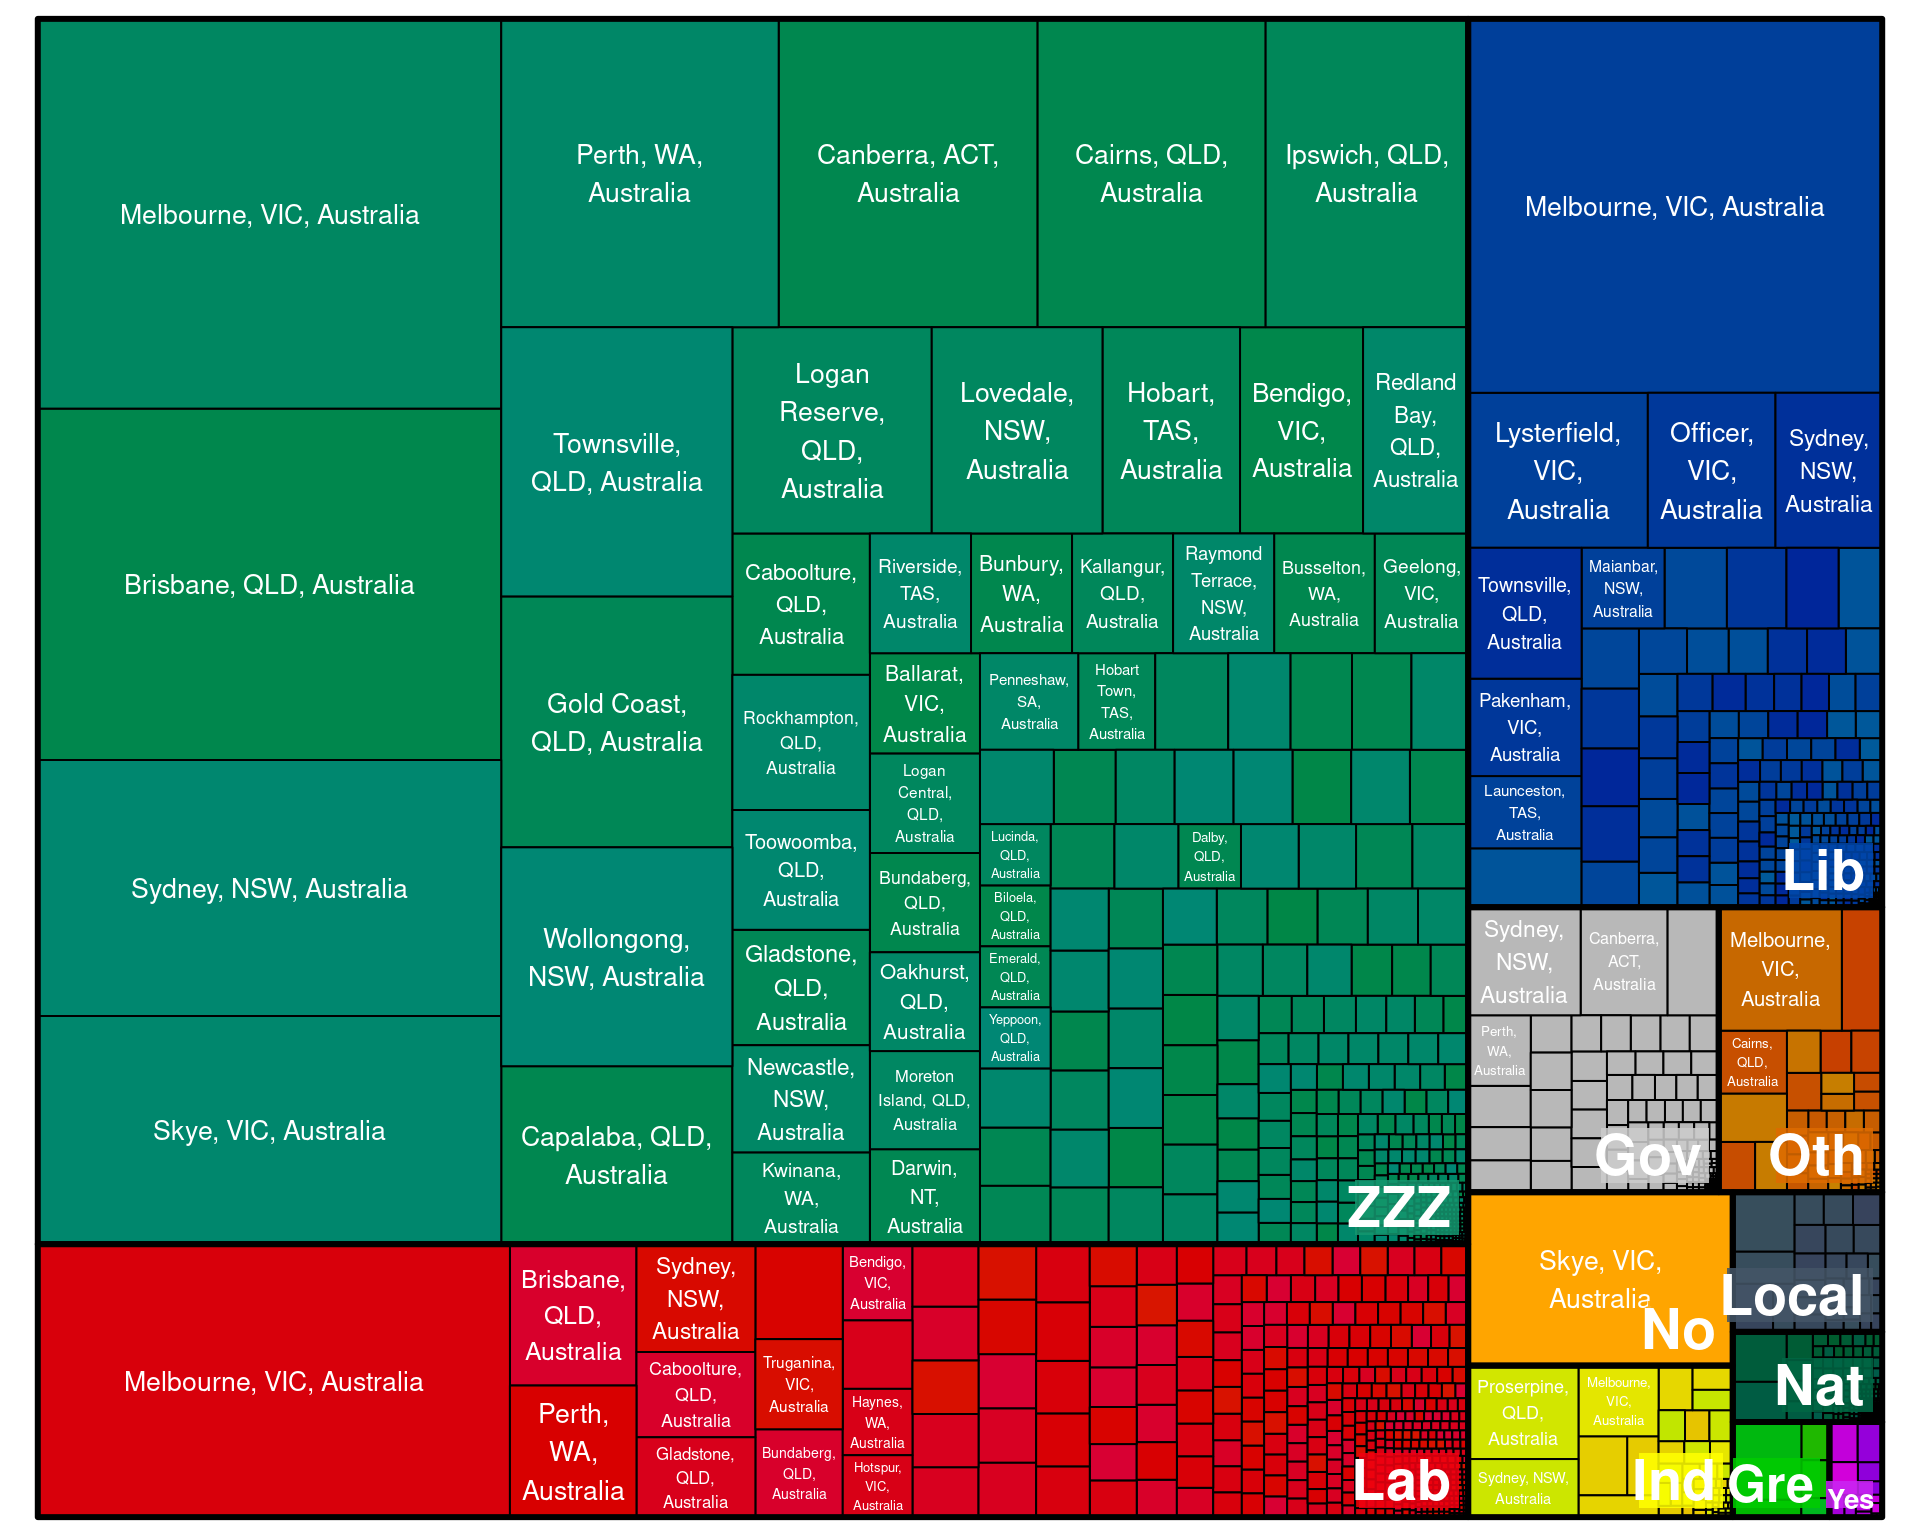 Melbourne, VIC, Australia
Brisbane, QLD, Australia
Sydney, NSW, Australia
Skye, VIC, Australia
Perth, WA,
Australia
Canberra, ACT,
Australia
Cairns, QLD,
Australia
Ipswich, QLD,
Australia
Townsville,
QLD, Australia
Gold Coast,
QLD, Australia
Wollongong,
NSW, Australia
Capalaba, QLD,
Australia
Logan
Reserve,
QLD,
Australia
Lovedale,
NSW,
Australia
Hobart,
TAS,
Australia
Bendigo,
VIC,
Australia
Redland
Bay,
QLD,
Australia
Caboolture,
QLD,
Australia
Rockhampton,
QLD,
Australia
Toowoomba,
QLD,
Australia
Gladstone,
QLD,
Australia
Newcastle,
NSW,
Australia
Kwinana,
WA,
Australia
Riverside,
TAS,
Australia
Bunbury,
WA,
Australia
Kallangur,
QLD,
Australia
Raymond
Terrace,
NSW,
Australia
Busselton,
WA,
Australia
Geelong,
VIC,
Australia
Ballarat,
VIC,
Australia
Logan
Central,
QLD,
Australia
Bundaberg,
QLD,
Australia
Oakhurst,
QLD,
Australia
Moreton
Island, QLD,
Australia
Darwin,
NT,
Australia
Penneshaw,
SA,
Australia
Hobart
Town,
TAS,
Australia
Lucinda,
QLD,
Australia
Dalby,
QLD,
Australia
Biloela,
QLD,
Australia
Emerald,
QLD,
Australia
Yeppoon,
QLD,
Australia
ZZZ
Melbourne, VIC, Australia
Brisbane,
QLD,
Australia
Perth,
WA,
Australia
Sydney,
NSW,
Australia
Caboolture,
QLD,
Australia
Gladstone,
QLD,
Australia
Truganina,
VIC,
Australia
Bundaberg,
QLD,
Australia
Bendigo,
VIC,
Australia
Haynes,
WA,
Australia
Hotspur,
VIC,
Australia
Lab
Melbourne, VIC, Australia
Lysterfield,
VIC,
Australia
Officer,
VIC,
Australia
Sydney,
NSW,
Australia
Townsville,
QLD,
Australia
Maianbar,
NSW,
Australia
Pakenham,
VIC,
Australia
Launceston,
TAS,
Australia
Lib
Sydney,
NSW,
Australia
Canberra,
ACT,
Australia
Perth,
WA,
Australia
Gov
Melbourne,
VIC,
Australia
Cairns,
QLD,
Australia
Oth
Skye, VIC,
Australia
No
Local
Nat
Proserpine,
QLD,
Australia
Melbourne,
VIC,
Australia
Sydney, NSW,
Australia
Ind
Gre
Yes